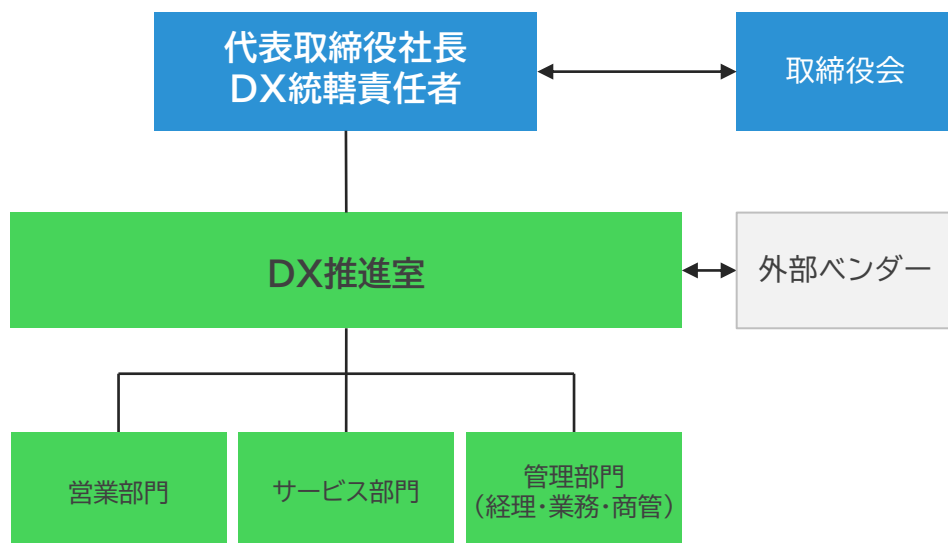 代表取締役社長
DX統轄責任者
取締役会
DX推進室
外部ベンダー
営業部門
サービス部門
管理部門
（経理・業務・商管）